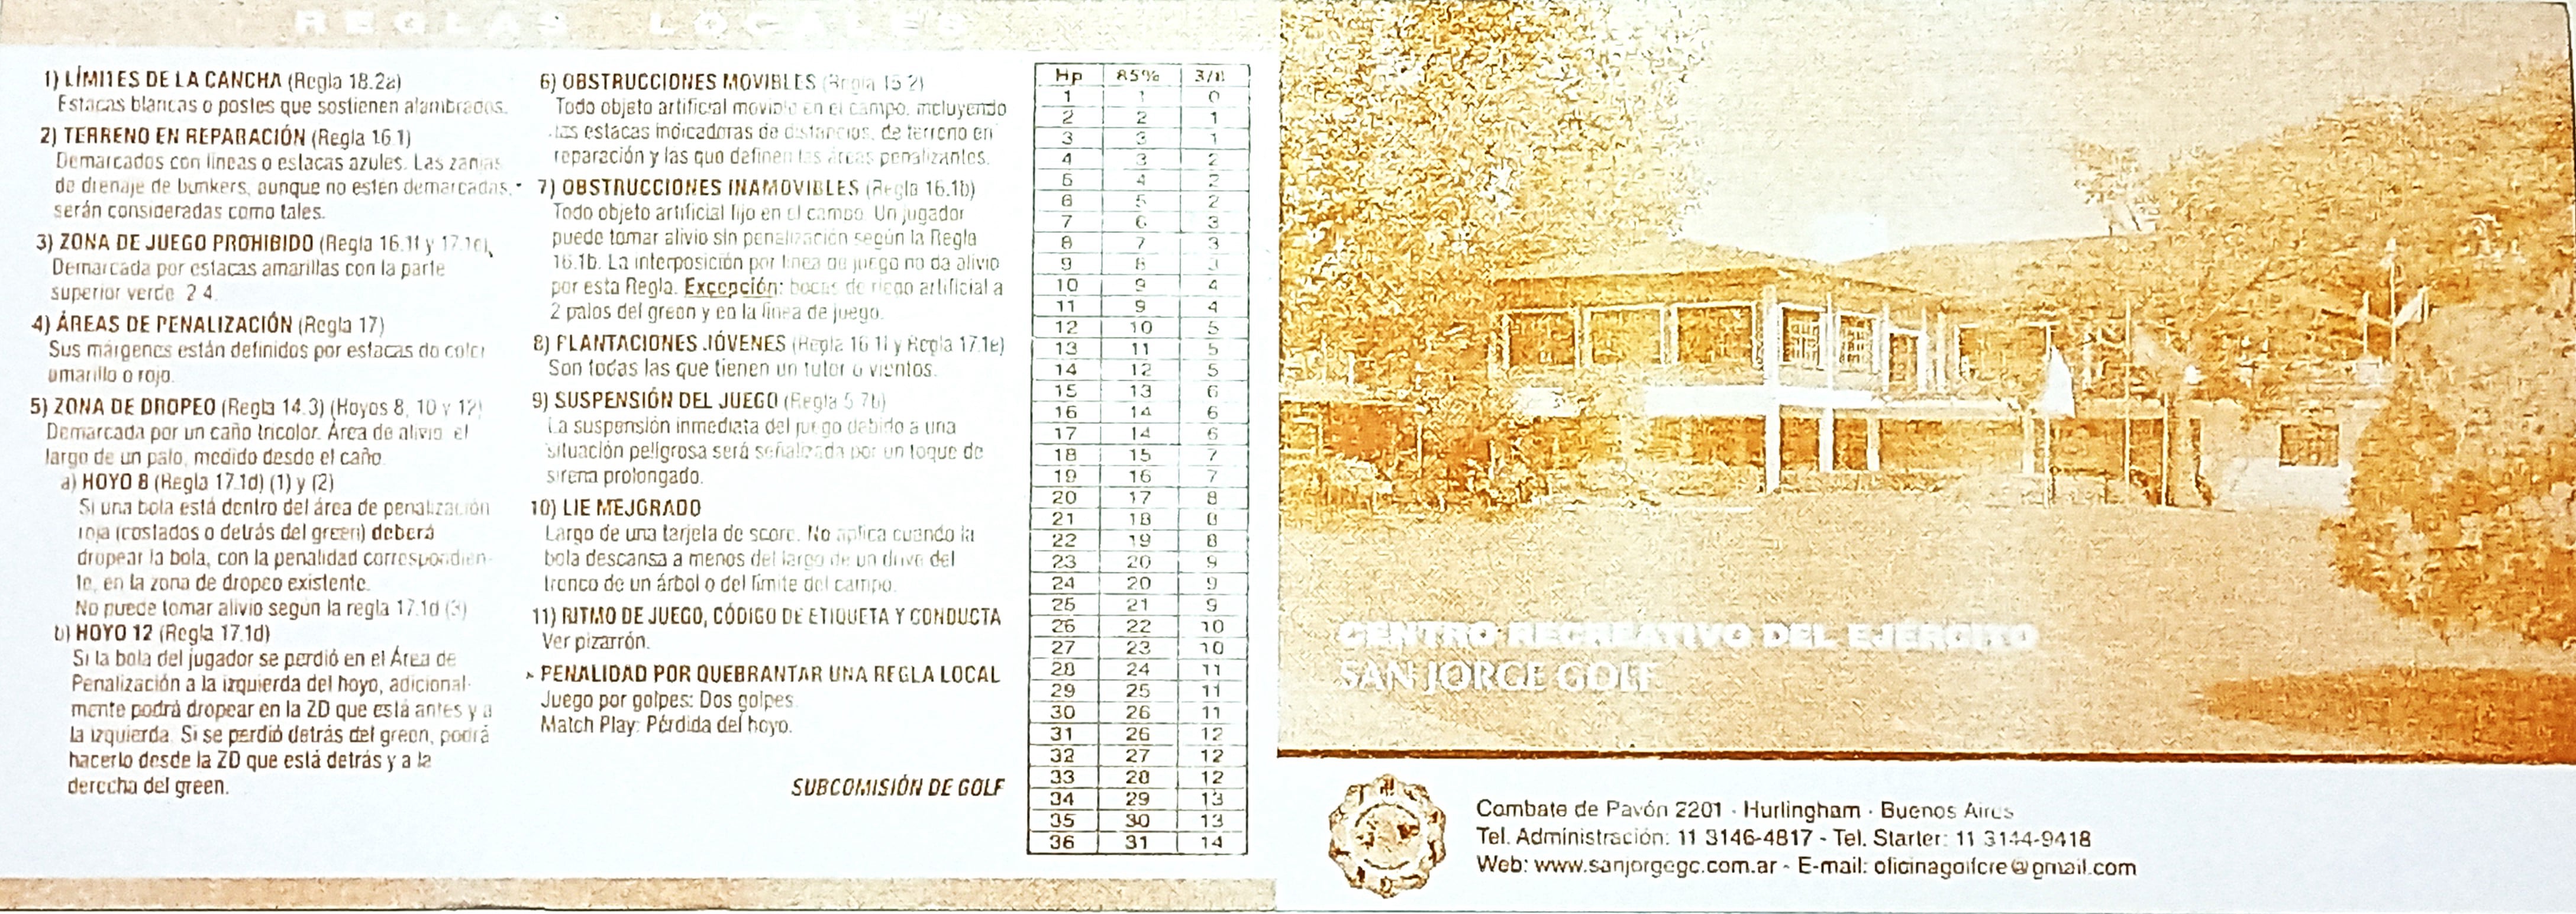 REGLAS LOCALES
1) LÍMITES DE LA CANCHA (Regla 18.2a)
Estacas blancas o postes que sostienen alambrados.
2) TERRENO EN REPARACIÓN (Regla 16.1)
Demarcados con líneas o estacas azules. Las zanjas
de drenaje de bunkers, aunque no esten demarcadas,
serán consideradas como tales.
3) ZONA DE JUEGO PROHIBIDO (Regla 16.1f y 17.1e)
Demarcada por estacas amarillas con la parte
superior verde. 2.4.
4) ÁREAS DE PENALIZACIÓN (Regla 17)
Sus márgenes están definidos por estacas de color
amarillo o rojo.
5) ZONA DE DROPEO (Regla 14.3) (Hoyos 8, 10 y 12)
Demarcada por un caño tricolor. Área de alivio: el
largo de un palo, medido desde el caño.
a) HOYO 8 (Regla 17.1d) (1) y (2)
Si una bola está dentro del área de penalización
roja (costados o detrás del green) deberá
dropear la bola, con la penalidad correspondien-
te, en la zona de dropeo existente.
No puede tomar alivio según la regla 17.1d (3)
b) HOYO 12 (Regla 17.1d)
Si la bola del jugador se perdió en el Área de
Penalización a la izquierda del hoyo, adicional-
mente podrá dropear en la ZD que está antes y a
la izquierda. Si se perdió detrás del green, podrá
hacerlo desde la ZD que está detrás y a la
derecha del green.
6) OBSTRUCCIONES MOVIBLES (Regla 15.2)
Todo objeto artificial movible en el campo, incluyendo
las estacas indicadoras de distancias, de terreno en
reparación y las que definen las áreas penalizantes.
7) OBSTRUCCIONES INAMOVIBLES (Regla 16.1b)
Todo objeto artificial fijo en el campo. Un jugador
puede tomar alivio sin penalización según la Regla
16.1b. La interposición por línea de juego no da alivio
por esta Regla. Excepción: bocas de riego artificial a
2 palos del green y en la línea de juego.
8) PLANTACIONES JÓVENES (Regla 16.1f y Regla 17.1e)
Son todas las que tienen un tutor o vientos.
9) SUSPENSIÓN DEL JUEGO (Regla 5.7b)
La suspensión inmediata del juego debido a una
situación peligrosa será señalizada por un toque de
sirena prolongado.
10) LIE MEJORADO
Largo de una tarjeta de score. No aplica cuando la
bola descansa a menos del largo de un drive del
tronco de un árbol o del límite del campo.
11) RITMO DE JUEGO, CÓDIGO DE ETIQUETA Y CONDUCTA
Ver pizarrón.
PENALIDAD POR QUEBRANTAR UNA REGLA LOCAL
Juego por golpes: Dos golpes.
Match Play: Pérdida del hoyo.
SUBCOMISIÓN DE GOLF
Hp 85% 3/8
1 1 0
2 2 1
3 3 1
4 3 2
5 4 2
6 5 2
7 6 3
8 7 3
9 8 3
10 9 4
11 9 4
12 10 5
13 11 5
14 12 5
15 13 6
16 14 6
17 14 6
18 15 7
19 16 7
20 17 8
21 18 8
22 19 8
23 20 9
24 20 9
25 21 9
26 22 10
27 23 10
28 24 11
29 25 11
30 26 11
31 26 12
32 27 12
33 28 12
34 29 13
35 30 13
36 31 14
CENTRO RECREATIVO DEL EJERCITO
SAN JORGE GOLF
Combate de Pavón 2201 - Hurlingham - Buenos Aires
Tel. Administración: 11 3146-4817 - Tel. Starter: 11 3144-9418
Web: www.sanjorgegc.com.ar - E-mail: oficinagolfcre@gmail.com